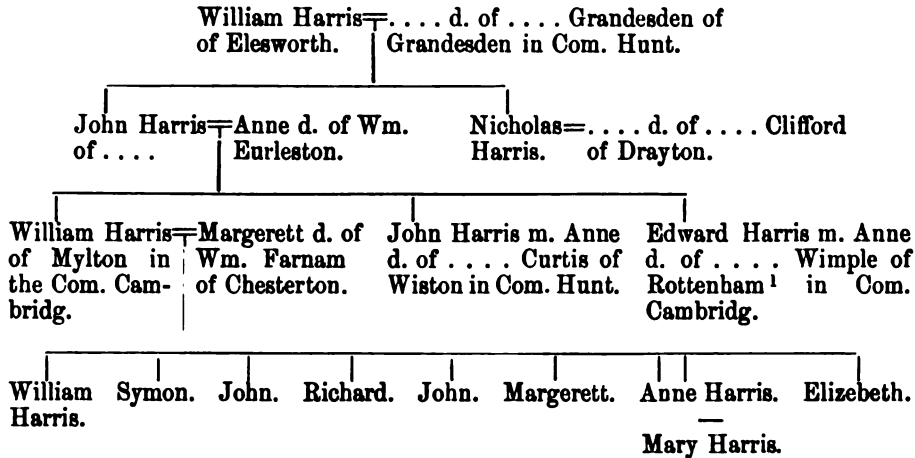 William Harris=. . . . d. of . . . . Grandesden of
of Elesworth. Grandesden in Com. Hunt.
John Harris=Anne d. of Wm.
of . . . . Eurleston.
Nicholas=. . . . d. of . . . . Clifford
Harris. of Drayton.
William Harris=Margerett d. of
of Mylton in Wm. Farnam
the Com. Cam- of Chesterton.
bridg.
John Harris m. Anne
d. of . . . . Curtis of
Wiston in Com. Hunt.
Edward Harris m. Anne
d. of . . . . Wimple of
Rottenham¹ in Com.
Cambridg.
William Symon. John. Richard. John. Margerett. Anne Harris. Elizebeth.
Harris.
—
Mary Harris.